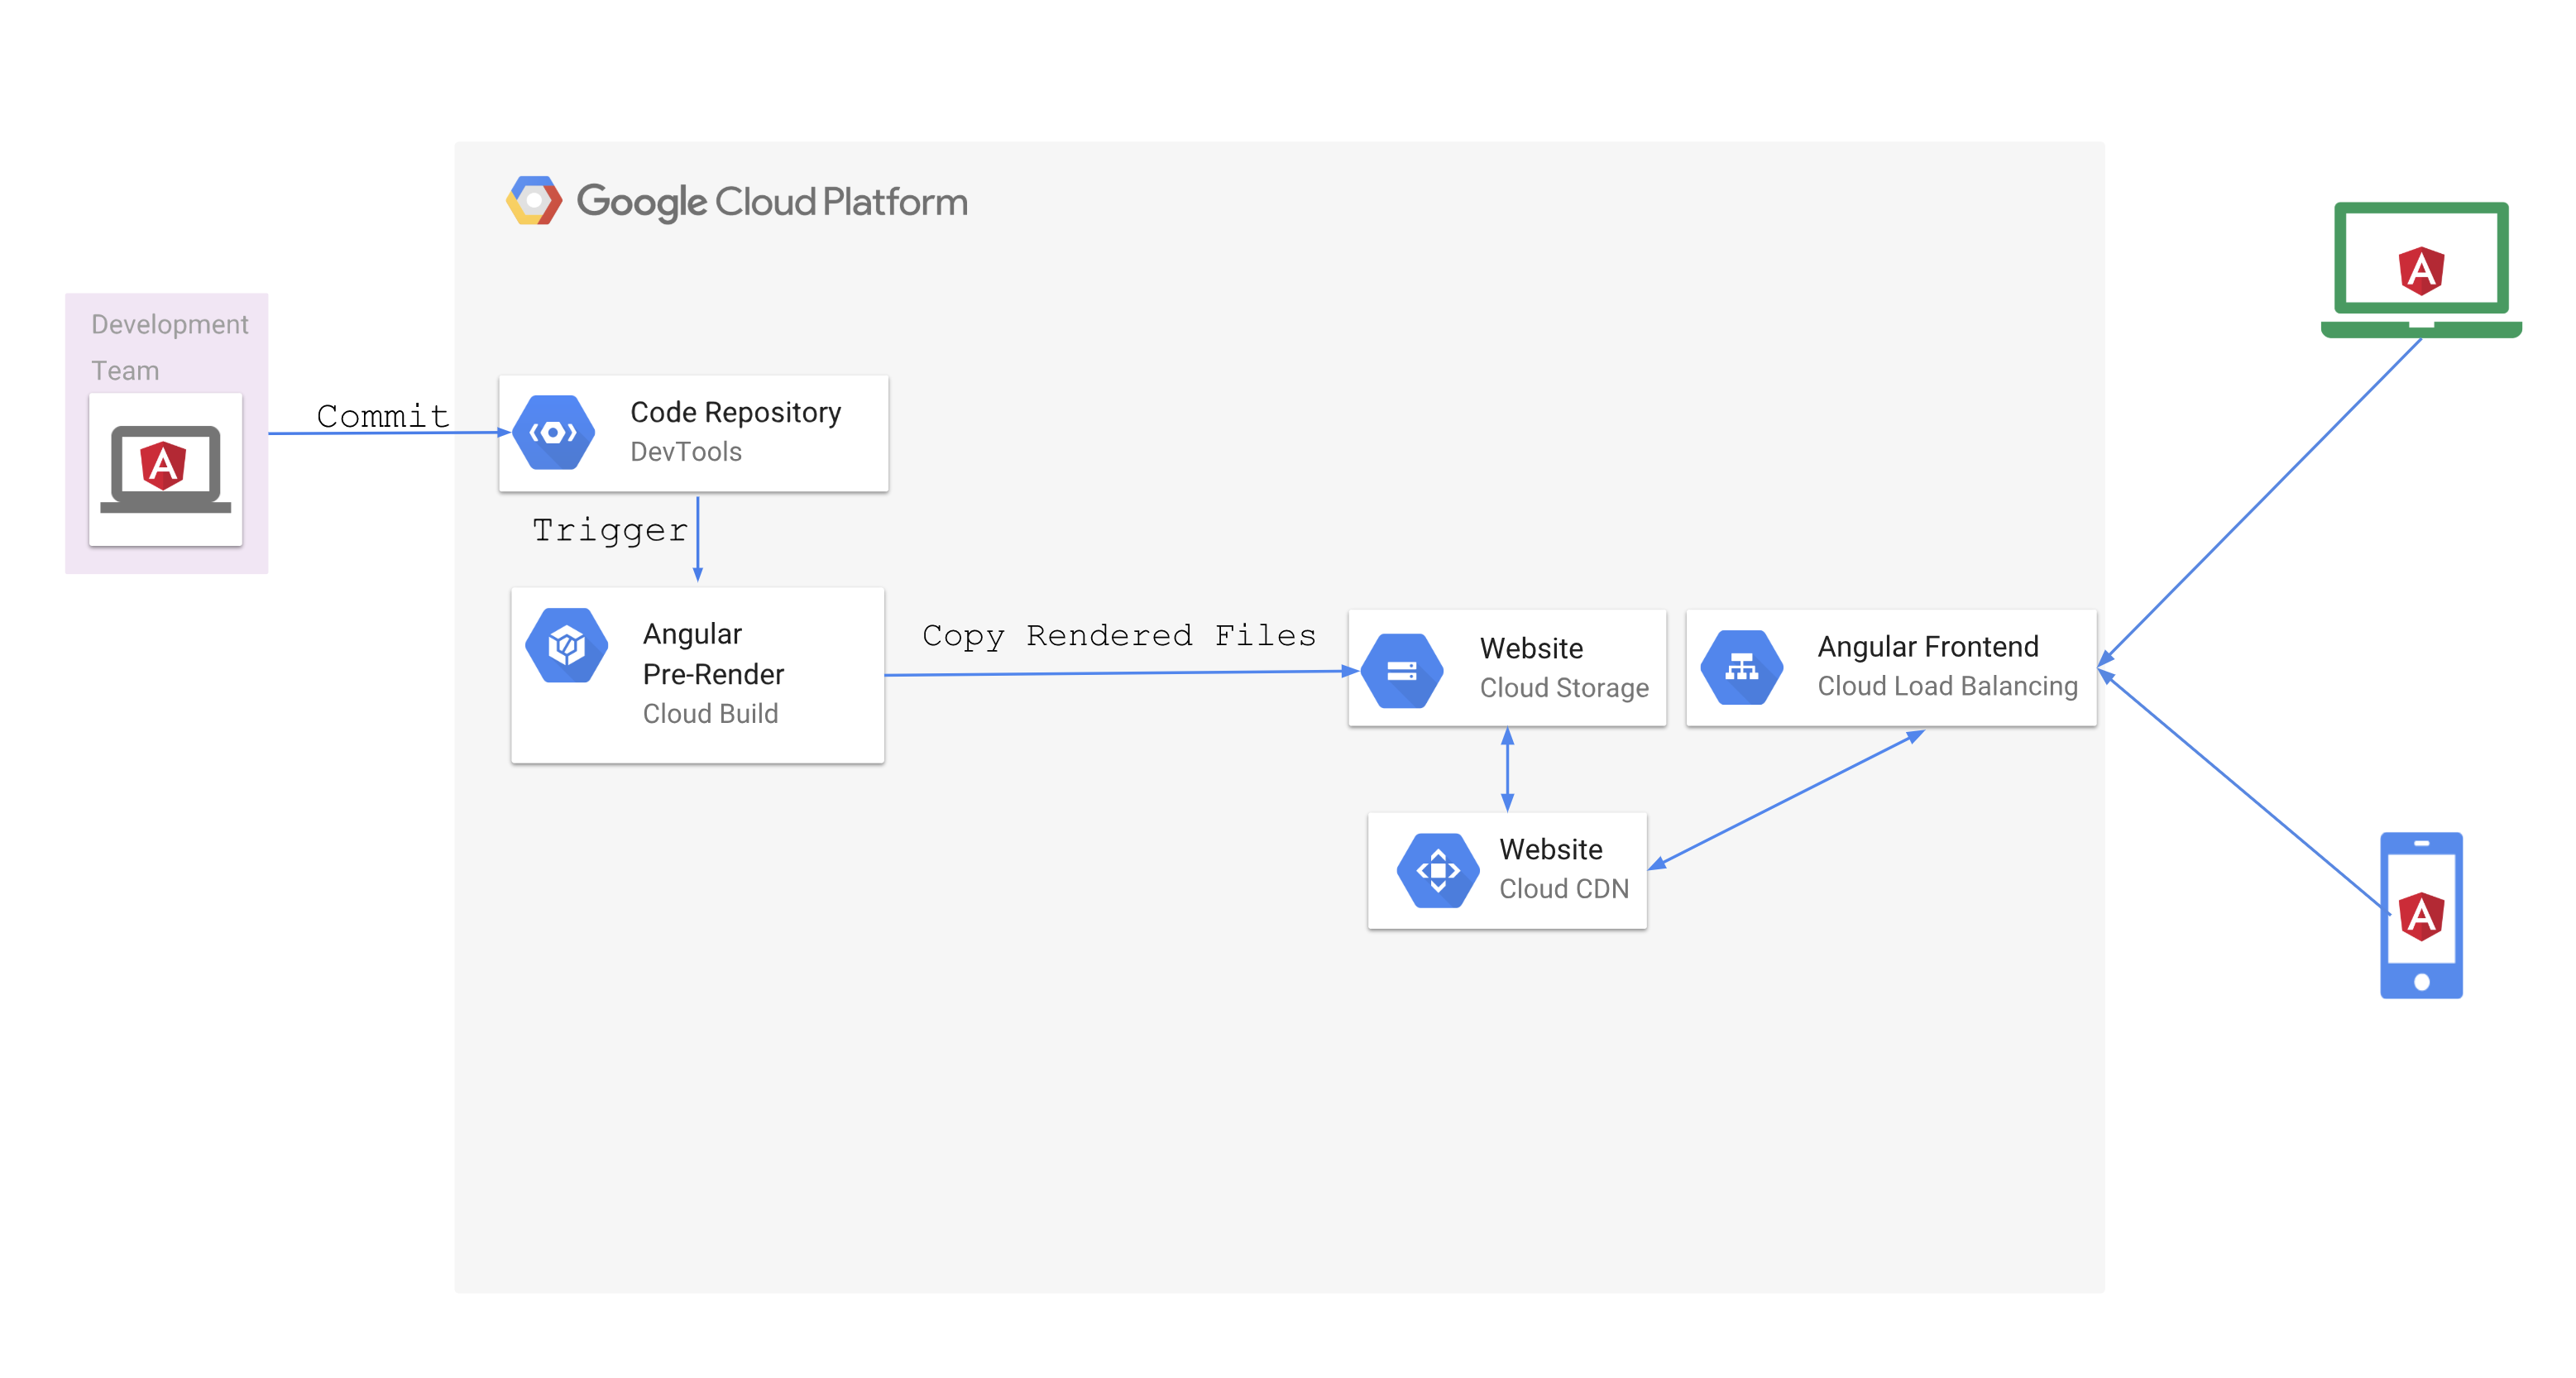 Google Cloud Platform
Development
Team
Commit
Code Repository
DevTools
Trigger
Angular
Pre-Render
Cloud Build
Copy Rendered Files
Website
Cloud Storage
Angular Frontend
Cloud Load Balancing
Website
Cloud CDN
A
A
A